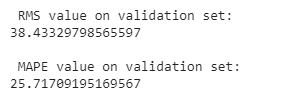 RMS value on validation set:
38.43329798565597
MAPE value on validation set:
25.71709195169567